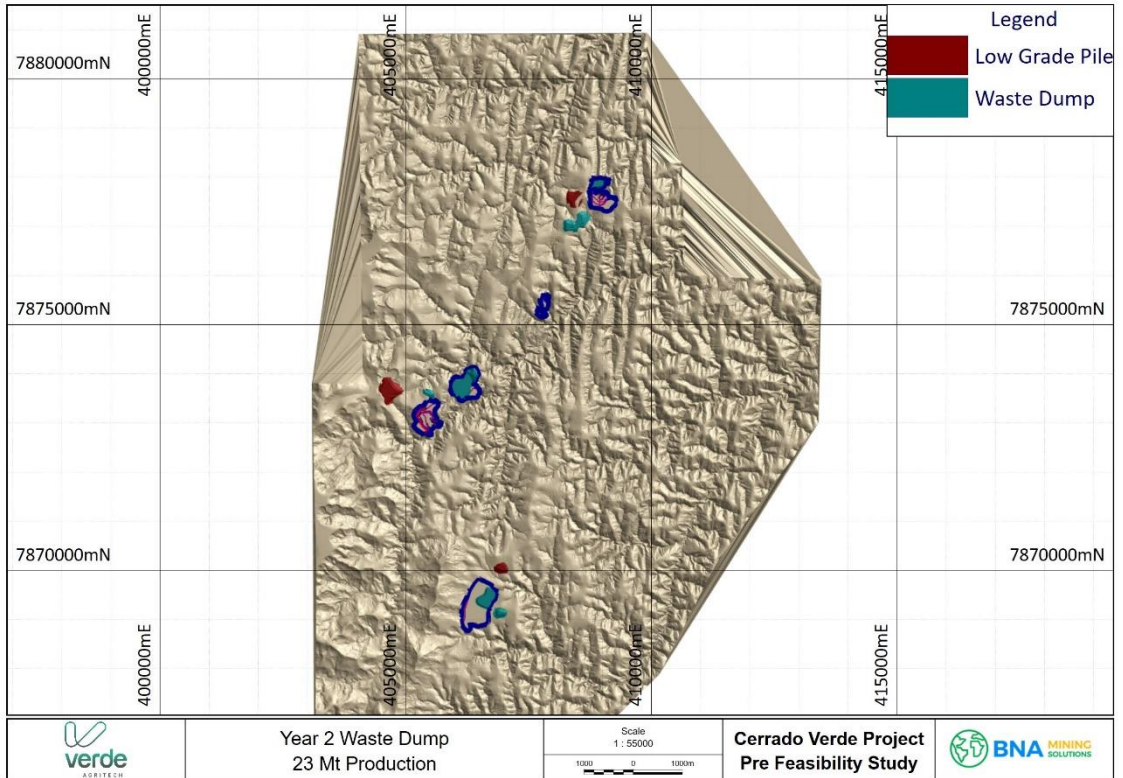 Legend
Low Grade Pile
Waste Dump
400000mE
405000mE
410000mE
415000mE
7880000mN
7875000mN
7875000mN
7870000mN
7870000mN
400000mE
405000mE
410000mE
415000mE
verde
AGRITECH
Year 2 Waste Dump
23 Mt Production
Scale
1 : 55000
1000 0 1000m
Cerrado Verde Project
Pre Feasibility Study
BNA MINING SOLUTIONS